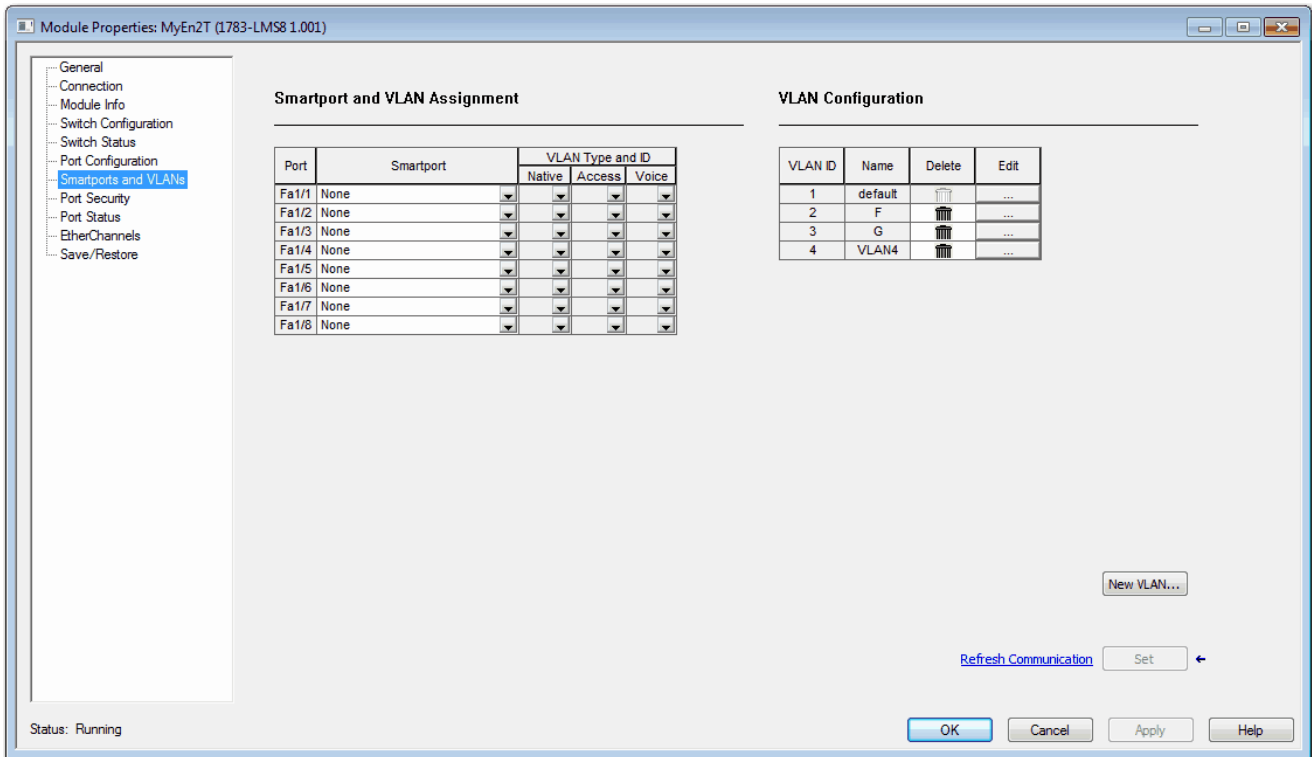 Module Properties: MyEn2T (1783-LMS8 1.001)
General
Connection
Module Info
Switch Configuration
Switch Status
Port Configuration
Smartports and VLANs
Port Security
Port Status
EtherChannels
Save/Restore
Smartport and VLAN Assignment
Port Smartport VLAN Type and ID
Native Access Voice
Fa1/1 None
Fa1/2 None
Fa1/3 None
Fa1/4 None
Fa1/5 None
Fa1/6 None
Fa1/7 None
Fa1/8 None
VLAN Configuration
VLAN ID Name Delete Edit
1 default ...
2 F ...
3 G ...
4 VLAN4 ...
New VLAN...
Refresh Communication Set
Status: Running
OK Cancel Apply Help